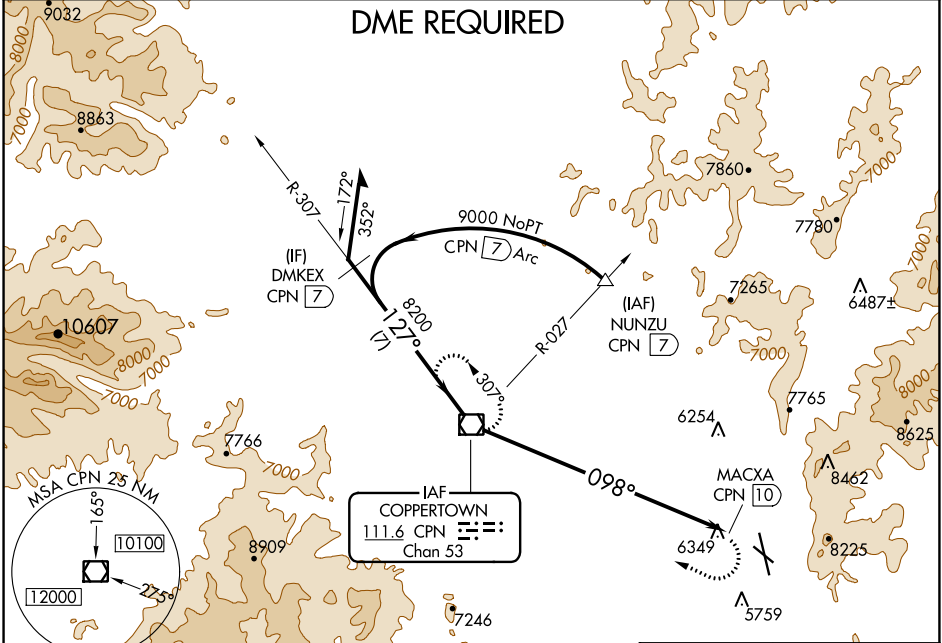 DME REQUIRED
9032
8000
7000
8863
7860
7000
7780
R-307
172°
352°
9000 NoPT
CPN 7 Arc
(IF)
DMKEX
CPN 7
7265
6487±
7000
(IAF)
NUNZU
CPN 7
R-027
8200
127°
(7)
307°
10607
8000
7000
7000
7000
8000
7765
8625
6254
7766
7000
098°
MACXA
CPN 10
8462
MSA CPN 25 NM
165°
10100
275°
12000
IAF
COPPERTOWN
111.6 CPN
Chan 53
8909
6349
8225
5759
7246